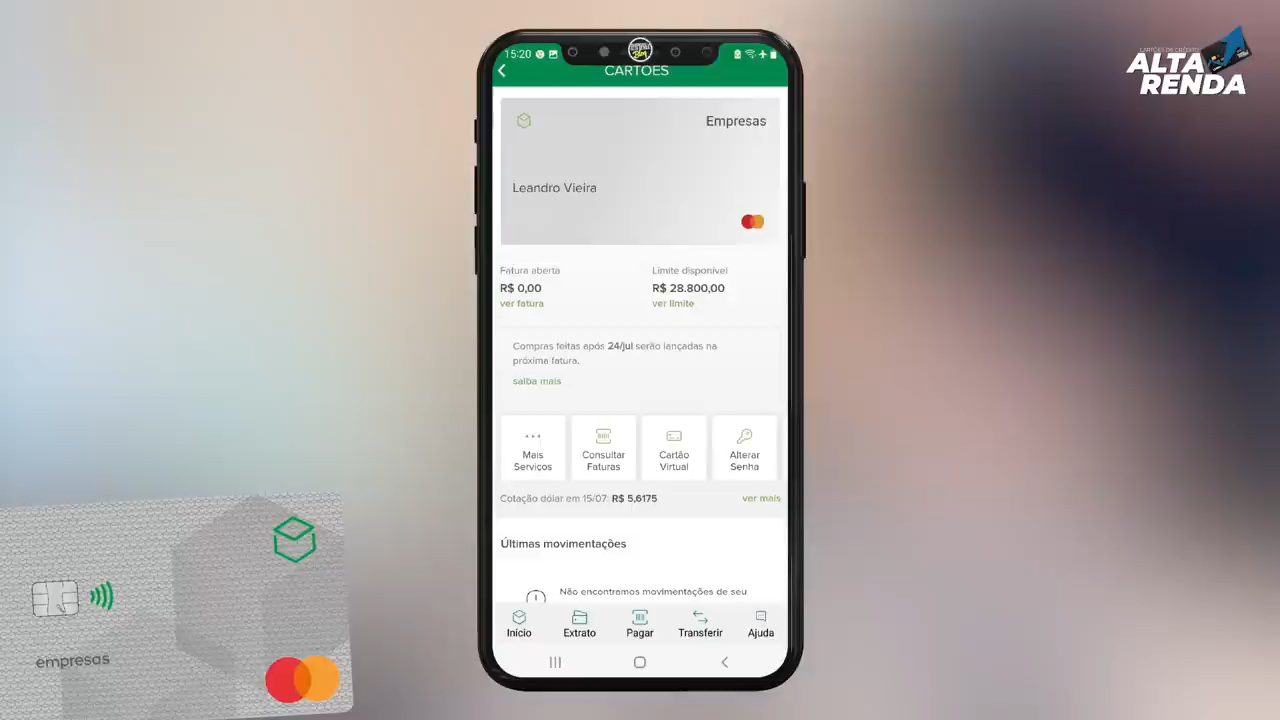 CARTÕES DE CRÉDITO
ALTA
RENDA
15:20
CARTÕES
Empresas
Leandro Vieira
Fatura aberta
Limite disponível
R$ 0,00
R$ 28.800,00
ver fatura
ver limite
Compras feitas após 24/jul serão lançadas na
próxima fatura.
saiba mais
Mais
Serviços
Consultar
Faturas
Cartão
Virtual
Alterar
Senha
Cotação dólar em 15/07: R$ 5,6175
ver mais
Últimas movimentações
Não encontramos movimentações de seu
Início
Extrato
Pagar
Transferir
Ajuda
empresas